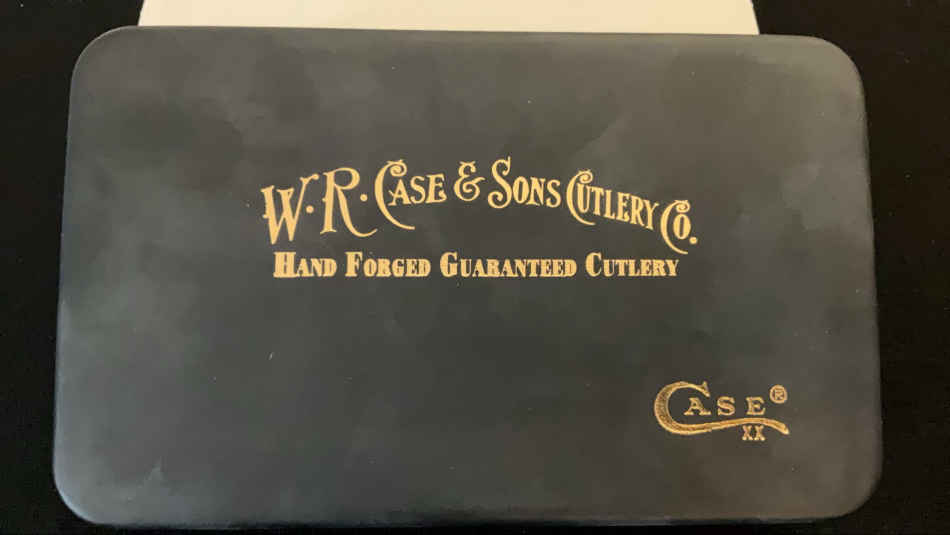 W.R. Case & Sons Cutlery Co.
Hand Forged Guaranteed Cutlery
CASE®
XX